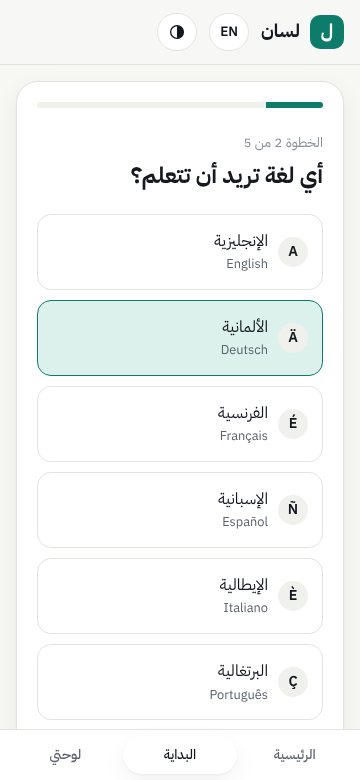 ل
لسان
EN
الخطوة 2 من 5
أي لغة تريد أن تتعلم؟
A
الإنجليزية
English
Ä
الألمانية
Deutsch
É
الفرنسية
Français
Ñ
الإسبانية
Español
È
الإيطالية
Italiano
Ç
البرتغالية
Português
الرئيسية
البداية
لوحتي